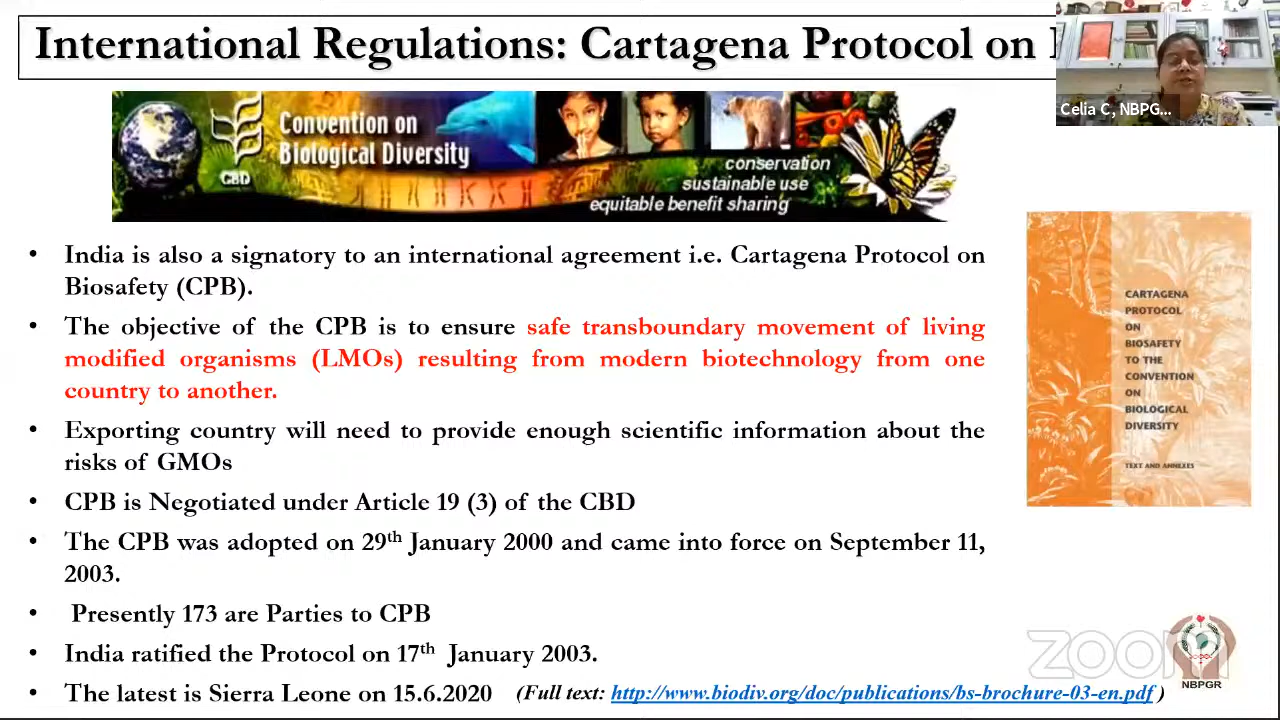 International Regulations: Cartagena Protocol on
Celia C, NBPG...
Convention on
Biological Diversity
CBD
conservation
sustainable use
equitable benefit sharing
• India is also a signatory to an international agreement i.e. Cartagena Protocol on
Biosafety (CPB).
• The objective of the CPB is to ensure safe transboundary movement of living
modified organisms (LMOs) resulting from modern biotechnology from one
country to another.
• Exporting country will need to provide enough scientific information about the
risks of GMOs
• CPB is Negotiated under Article 19 (3) of the CBD
• The CPB was adopted on 29th January 2000 and came into force on September 11,
2003.
• Presently 173 are Parties to CPB
• India ratified the Protocol on 17th January 2003.
• The latest is Sierra Leone on 15.6.2020 (Full text: http://www.biodiv.org/doc/publications/bs-brochure-03-en.pdf )
CARTAGENA
PROTOCOL
ON
BIOSAFETY
TO THE
CONVENTION
ON
BIOLOGICAL
DIVERSITY
TEXT AND ANNEXES
zoom
NBPGR